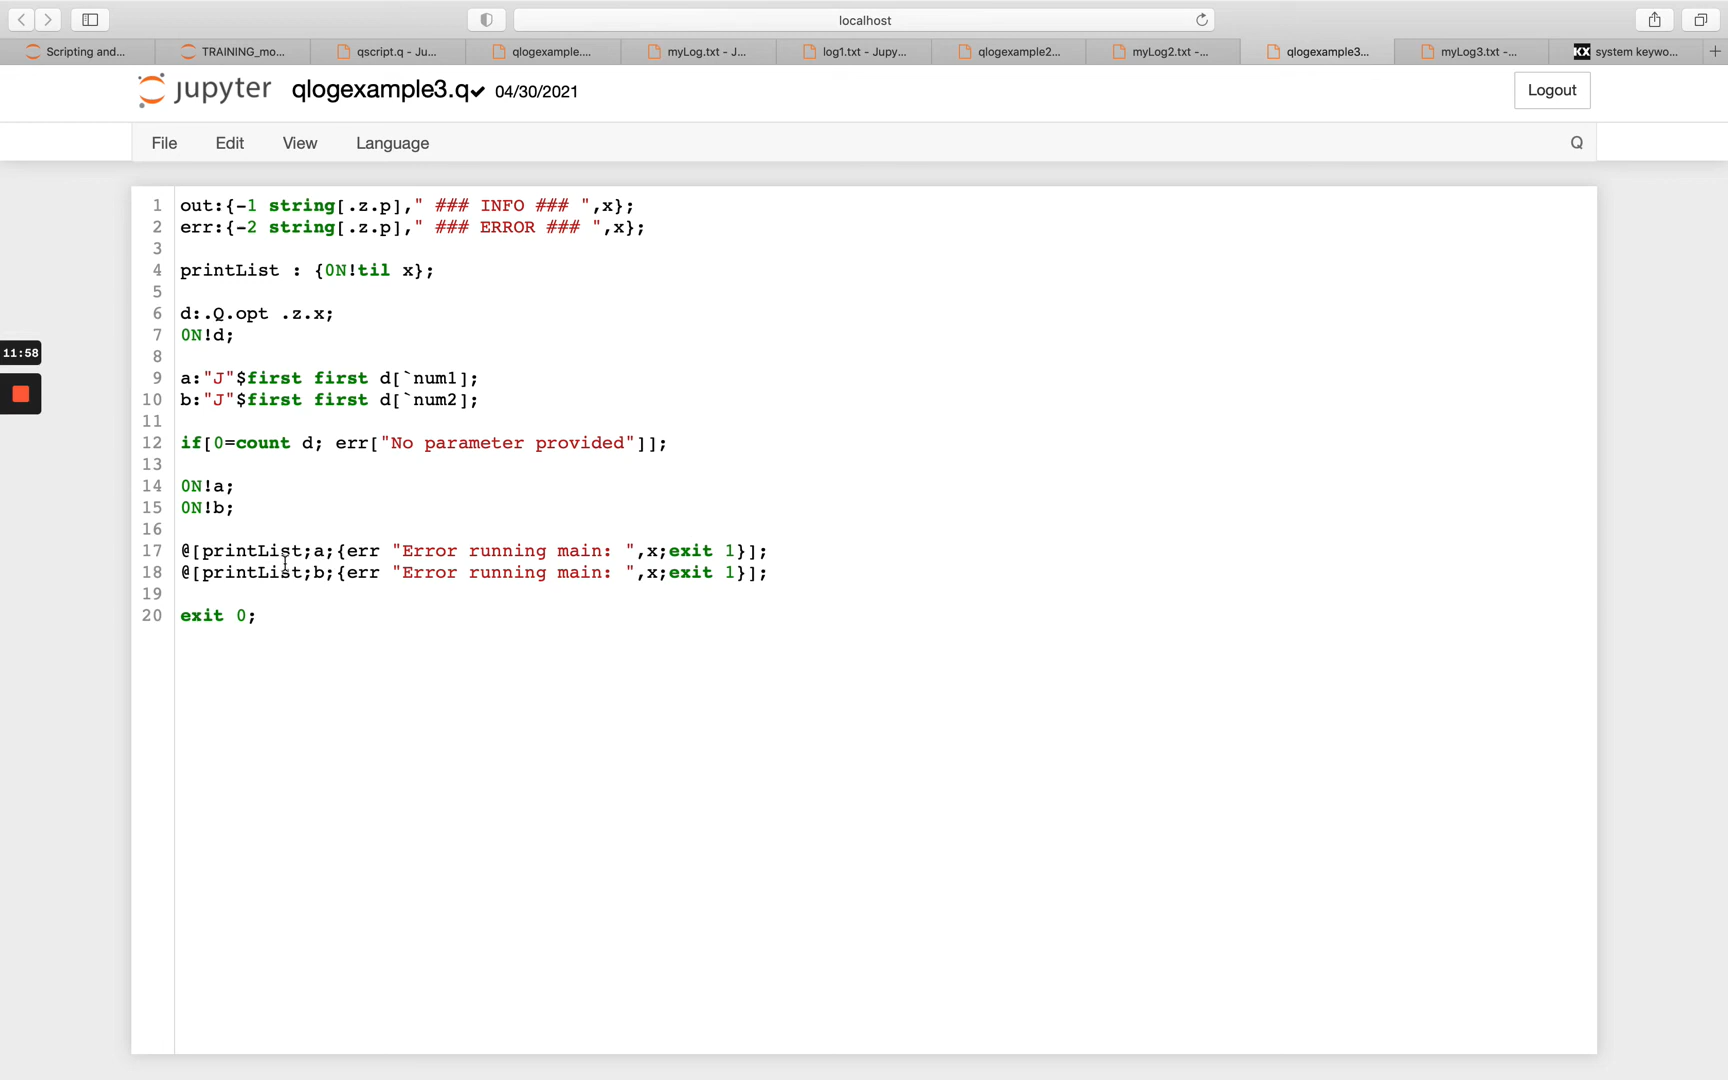 localhost
Scripting and...
TRAINING_mo...
qscript.q - Ju...
qlogexample....
myLog.txt - J...
log1.txt - Jupy...
qlogexample2...
myLog2.txt -...
qlogexample3...
myLog3.txt -...
KX system keywo...
jupyter qlogexample3.q✔ 04/30/2021
Logout
File Edit View Language Q
11:58
1 out:{-1 string[.z.p]," ### INFO ### ",x};
2 err:{-2 string[.z.p]," ### ERROR ### ",x};
3
4 printList : {0N!til x};
5
6 d:.Q.opt .z.x;
7 0N!d;
8
9 a:"J"$first first d[`num1];
10 b:"J"$first first d[`num2];
11
12 if[0=count d; err["No parameter provided"]];
13
14 0N!a;
15 0N!b;
16
17 @[printList;a;{err "Error running main: ",x;exit 1}];
18 @[printList;b;{err "Error running main: ",x;exit 1}];
19
20 exit 0;